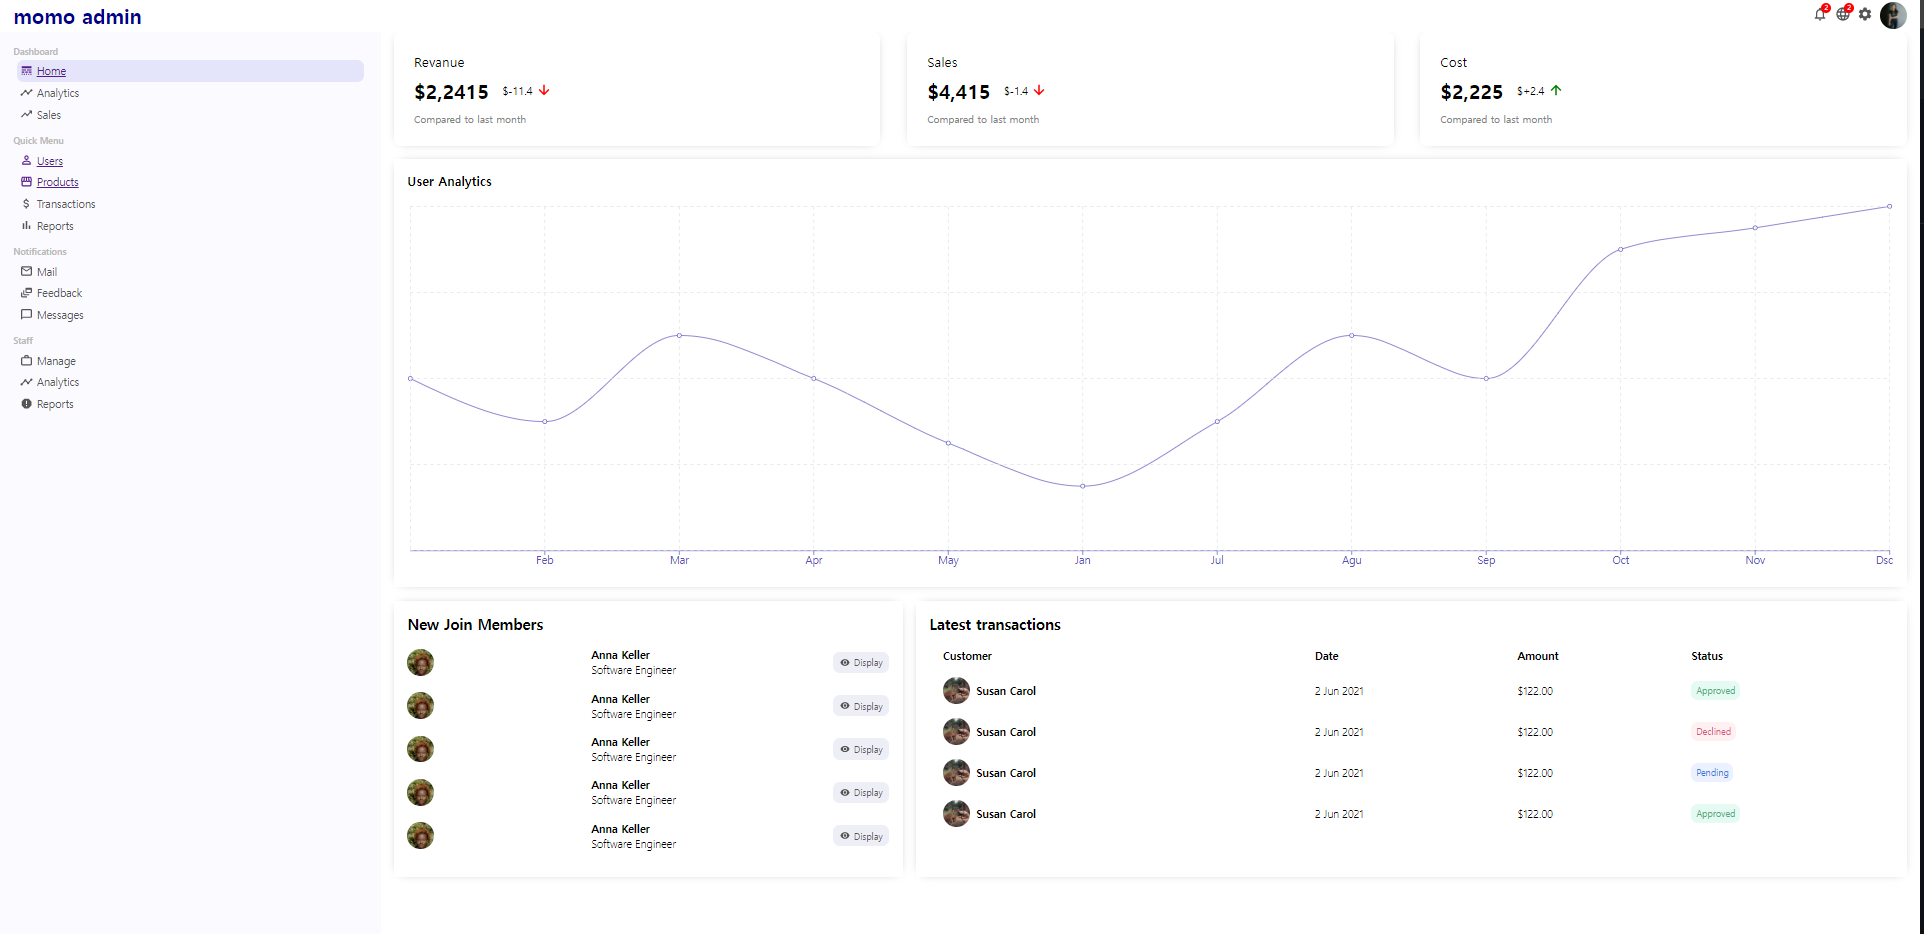 momo admin
2
2
Dashboard
Home
Analytics
Sales
Quick Menu
Users
Products
Transactions
Reports
Notifications
Mail
Feedback
Messages
Staff
Manage
Analytics
Reports
Revanue
$2,2415 $-11.4
Compared to last month
Sales
$4,415 $-1.4
Compared to last month
Cost
$2,225 $+2.4
Compared to last month
User Analytics
Feb Mar Apr May Jan Jul Agu Sep Oct Nov Dsc
New Join Members
Anna Keller
Software Engineer
Display
Anna Keller
Software Engineer
Display
Anna Keller
Software Engineer
Display
Anna Keller
Software Engineer
Display
Anna Keller
Software Engineer
Display
Latest transactions
Customer Date Amount Status
Susan Carol 2 Jun 2021 $122.00 Approved
Susan Carol 2 Jun 2021 $122.00 Declined
Susan Carol 2 Jun 2021 $122.00 Pending
Susan Carol 2 Jun 2021 $122.00 Approved